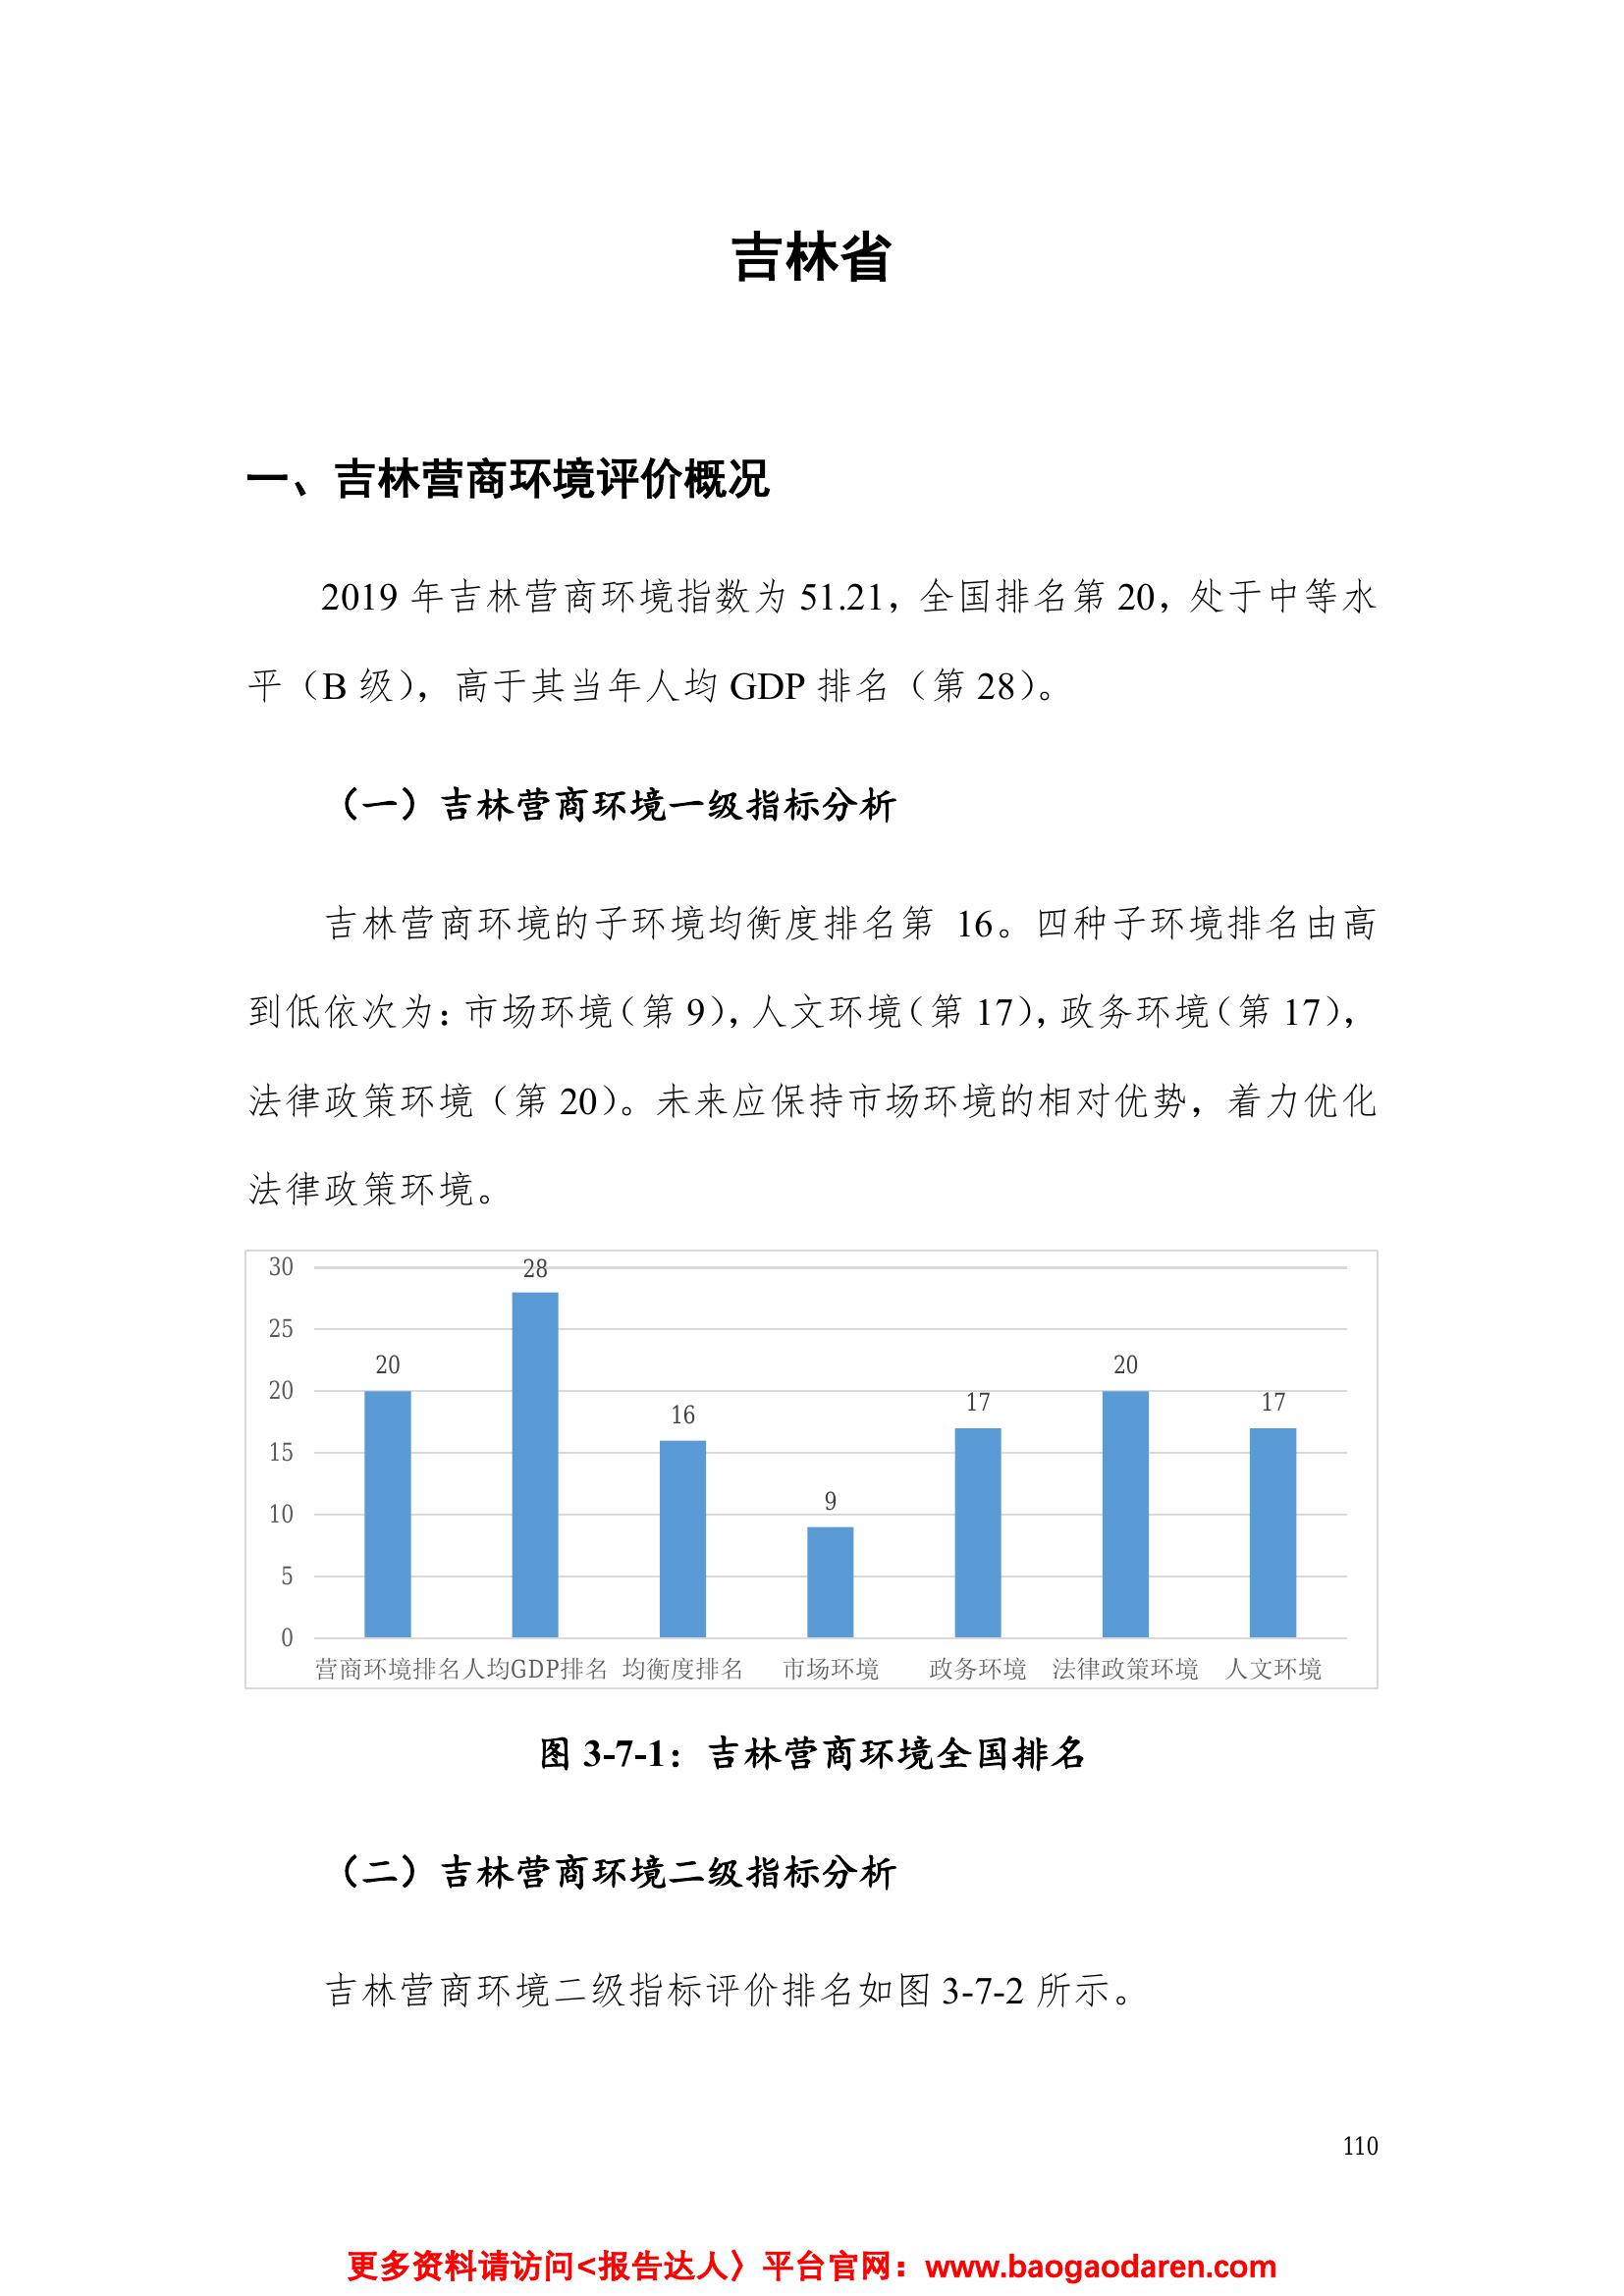 吉林省
一、吉林营商环境评价概况
2019 年吉林营商环境指数为 51.21，全国排名第 20，处于中等水
平（B 级），高于其当年人均 GDP 排名（第 28）。
（一）吉林营商环境一级指标分析
吉林营商环境的子环境均衡度排名第 16。四种子环境排名由高
到低依次为：市场环境（第 9），人文环境（第 17），政务环境（第 17），
法律政策环境（第 20）。未来应保持市场环境的相对优势，着力优化
法律政策环境。
30
25
20
15
10
5
0
20
28
16
9
17
20
17
营商环境排名 人均GDP排名 均衡度排名 市场环境 政务环境 法律政策环境 人文环境
图 3-7-1：吉林营商环境全国排名
（二）吉林营商环境二级指标分析
吉林营商环境二级指标评价排名如图 3-7-2 所示。
110
更多资料请访问<报告达人〉平台官网：www.baogaodaren.com